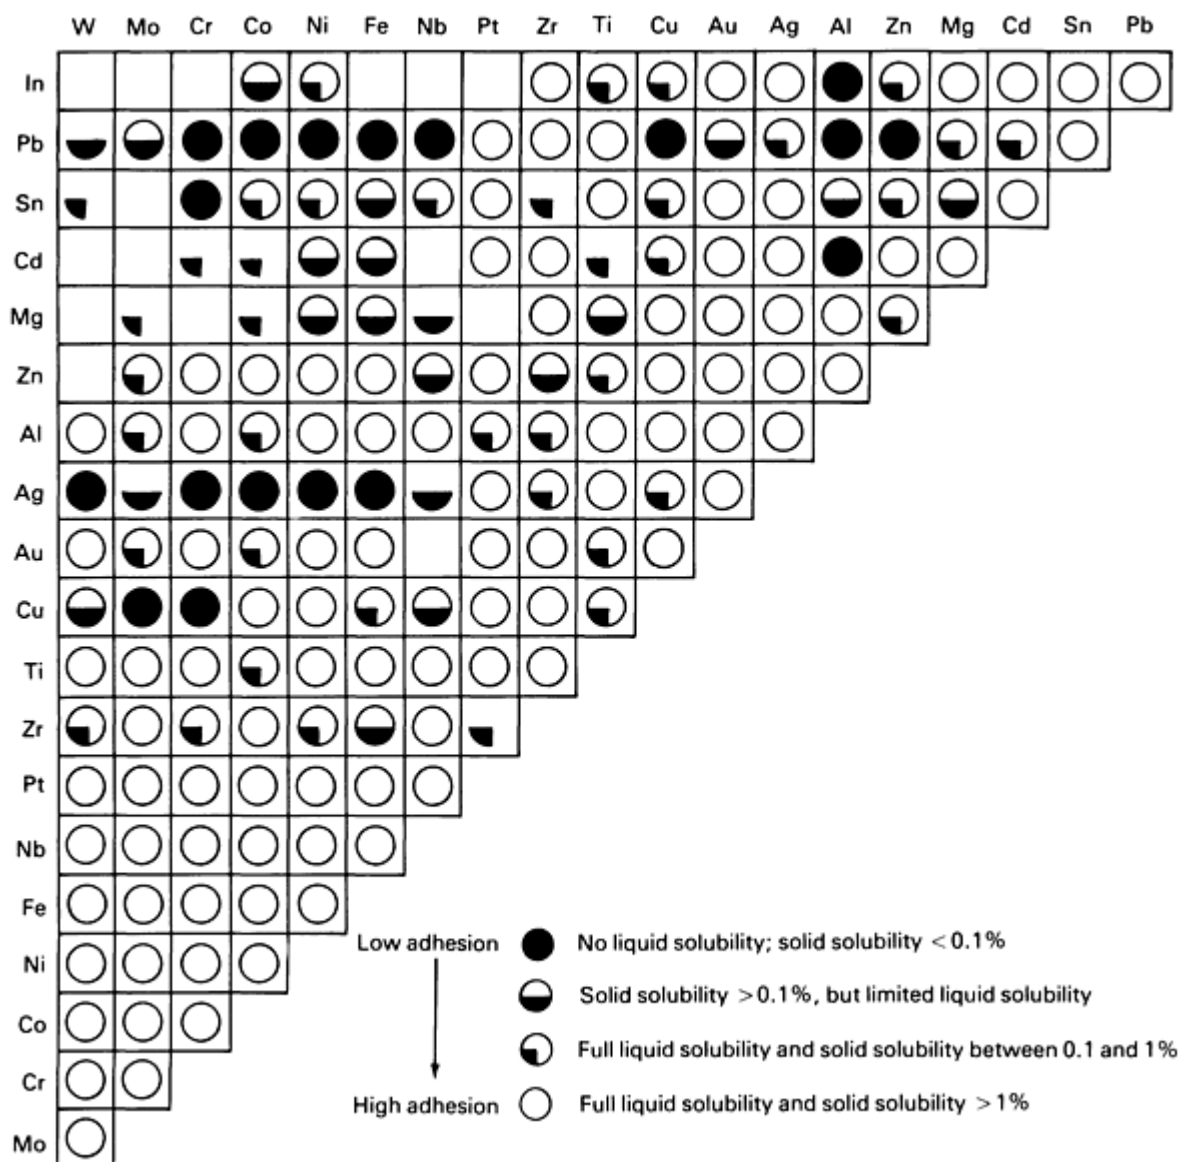 W Mo Cr Co Ni Fe Nb Pt Zr Ti Cu Au Ag Al Zn Mg Cd Sn Pb
In
Pb
Sn
Cd
Mg
Zn
Al
Ag
Au
Cu
Ti
Zr
Pt
Nb
Fe
Ni
Co
Cr
Mo
Low adhesion No liquid solubility; solid solubility <0.1%
Solid solubility >0.1%, but limited liquid solubility
Full liquid solubility and solid solubility between 0.1 and 1%
High adhesion Full liquid solubility and solid solubility >1%